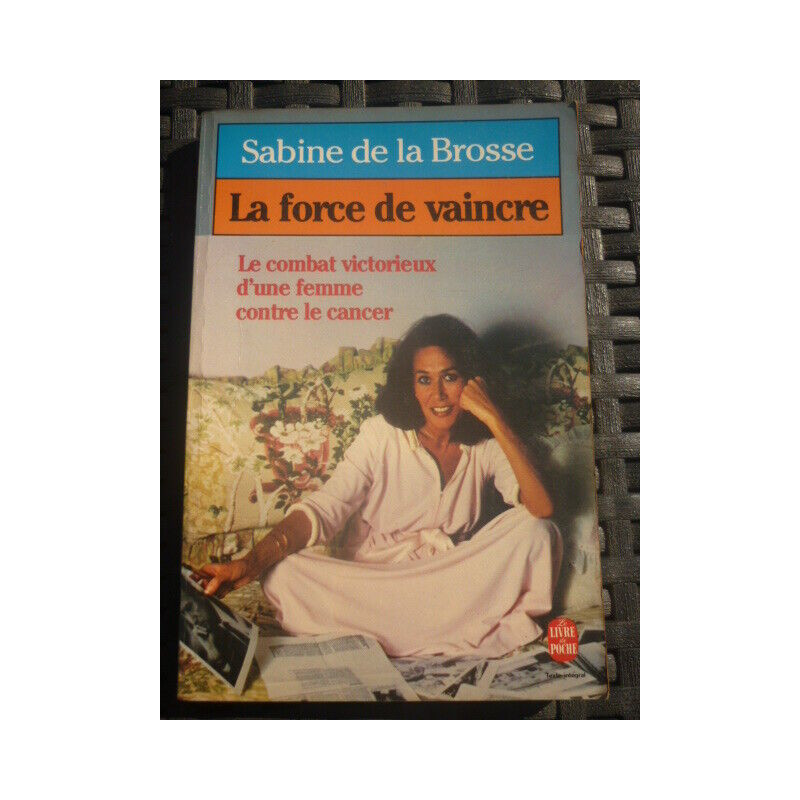 Sabine de la Brosse
La force de vaincre
Le combat victorieux
d'une femme
contre le cancer
Le
LIVRE
de
POCHE
Texte intégral